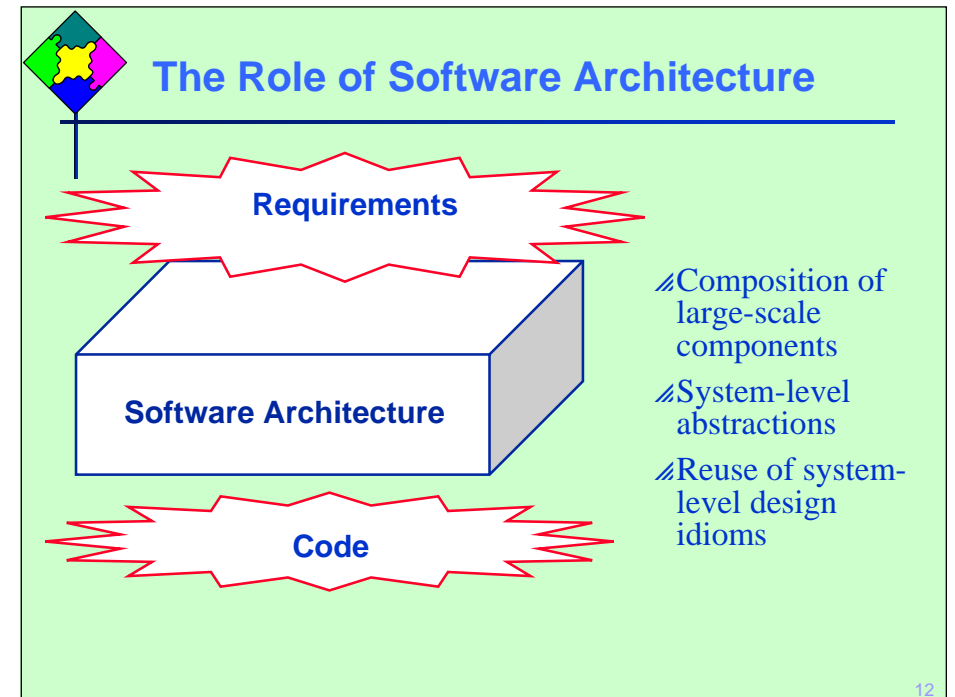 The Role of Software Architecture
Requirements
Software Architecture
Code
Composition of
large-scale
components
System-level
abstractions
Reuse of system-
level design
idioms
12